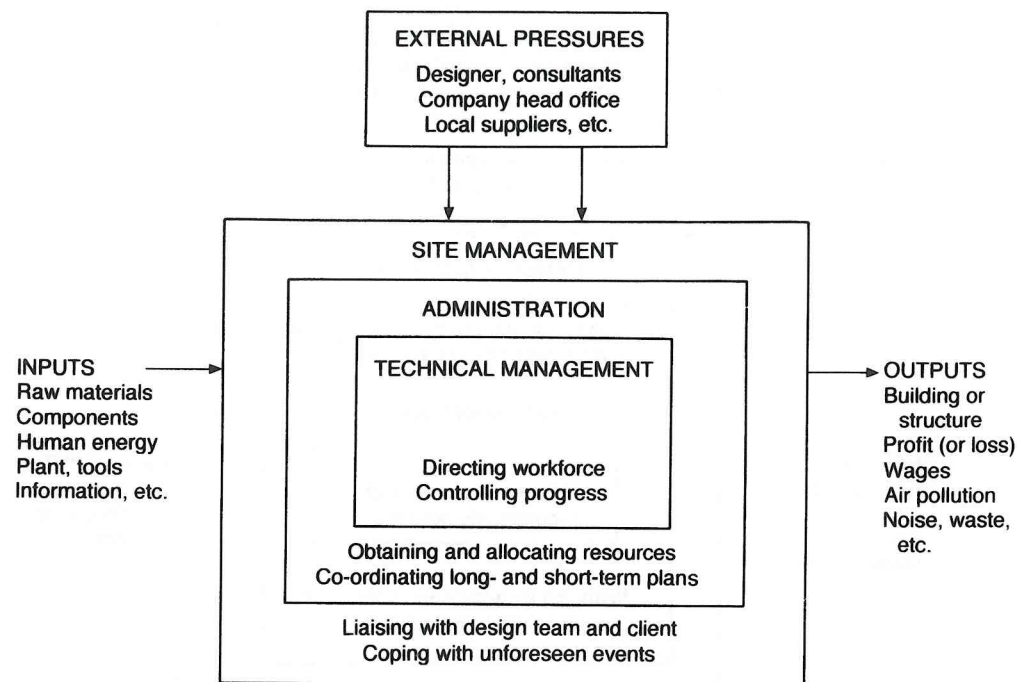 EXTERNAL PRESSURES
Designer, consultants
Company head office
Local suppliers, etc.
SITE MANAGEMENT
ADMINISTRATION
TECHNICAL MANAGEMENT
Directing workforce
Controlling progress
Obtaining and allocating resources
Co-ordinating long- and short-term plans
Liaising with design team and client
Coping with unforeseen events
INPUTS
Raw materials
Components
Human energy
Plant, tools
Information, etc.
OUTPUTS
Building or
structure
Profit (or loss)
Wages
Air pollution
Noise, waste,
etc.